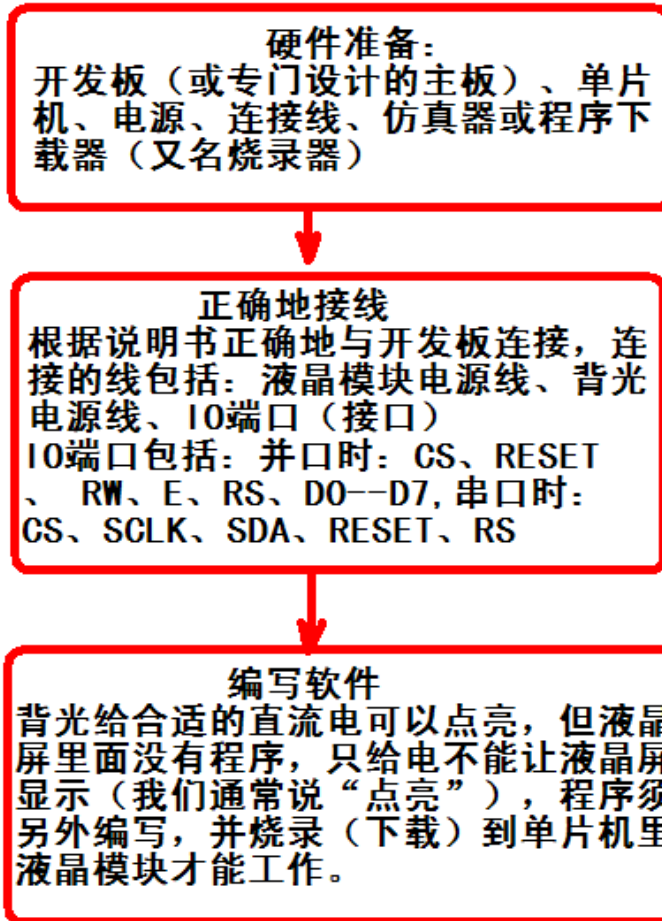 硬件准备：
开发板（或专门设计的主板）、单片
机、电源、连接线、仿真器或程序下
载器（又名烧录器）
正确地接线
根据说明书正确地与开发板连接，连
接的线包括：液晶模块电源线、背光
电源线、IO端口（接口）
IO端口包括：并口时：CS、RESET
、 RW、E、RS、D0--D7,串口时：
CS、SCLK、SDA、RESET、RS
编写软件
背光给合适的直流电可以点亮，但液晶
屏里面没有程序，只给电不能让液晶屏
显示（我们通常说“点亮”），程序须
另外编写，并烧录（下载）到单片机里
液晶模块才能工作。